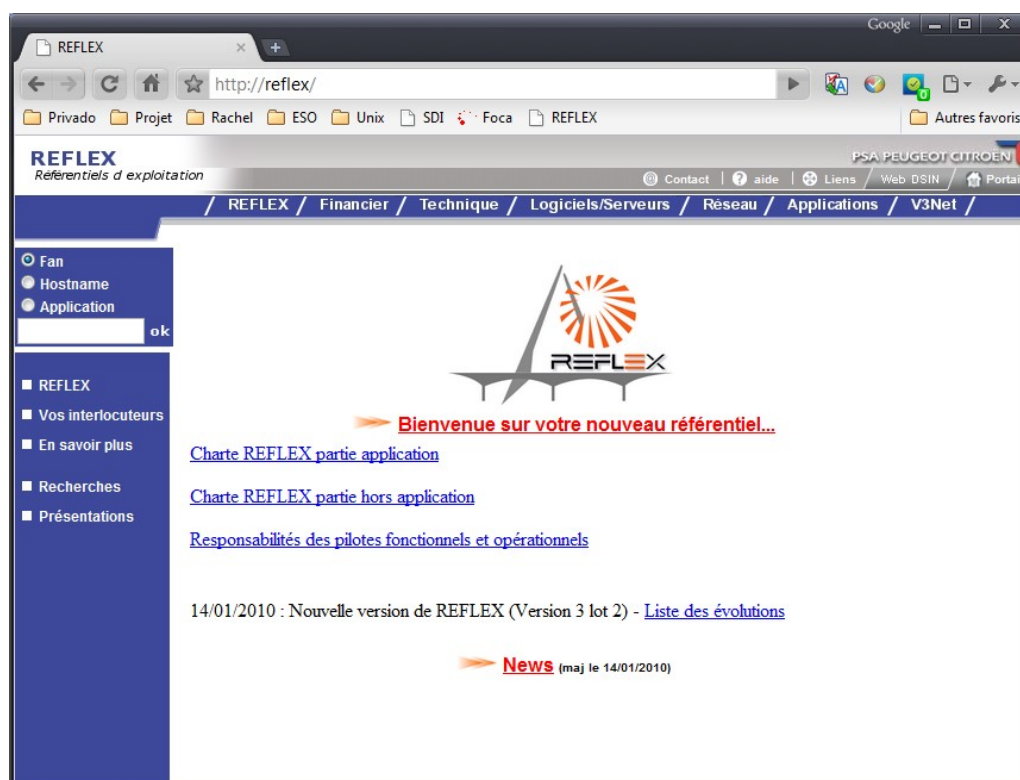 Google
REFLEX
http://reflex/
Privado Projet Rachel ESO Unix SDI Foca REFLEX Autres favoris
REFLEX
Référentiels d exploitation
PSA PEUGEOT CITROËN
Contact | aide | Liens / Web DSIN / Portai
/ REFLEX / Financier / Technique / Logiciels/Serveurs / Réseau / Applications / V3Net /
Fan
Hostname
Application
ok
REFLEX
Vos interlocuteurs
En savoir plus
Recherches
Présentations
REFLEX
Bienvenue sur votre nouveau référentiel...
Charte REFLEX partie application
Charte REFLEX partie hors application
Responsabilités des pilotes fonctionnels et opérationnels
14/01/2010 : Nouvelle version de REFLEX (Version 3 lot 2) - Liste des évolutions
News (maj le 14/01/2010)